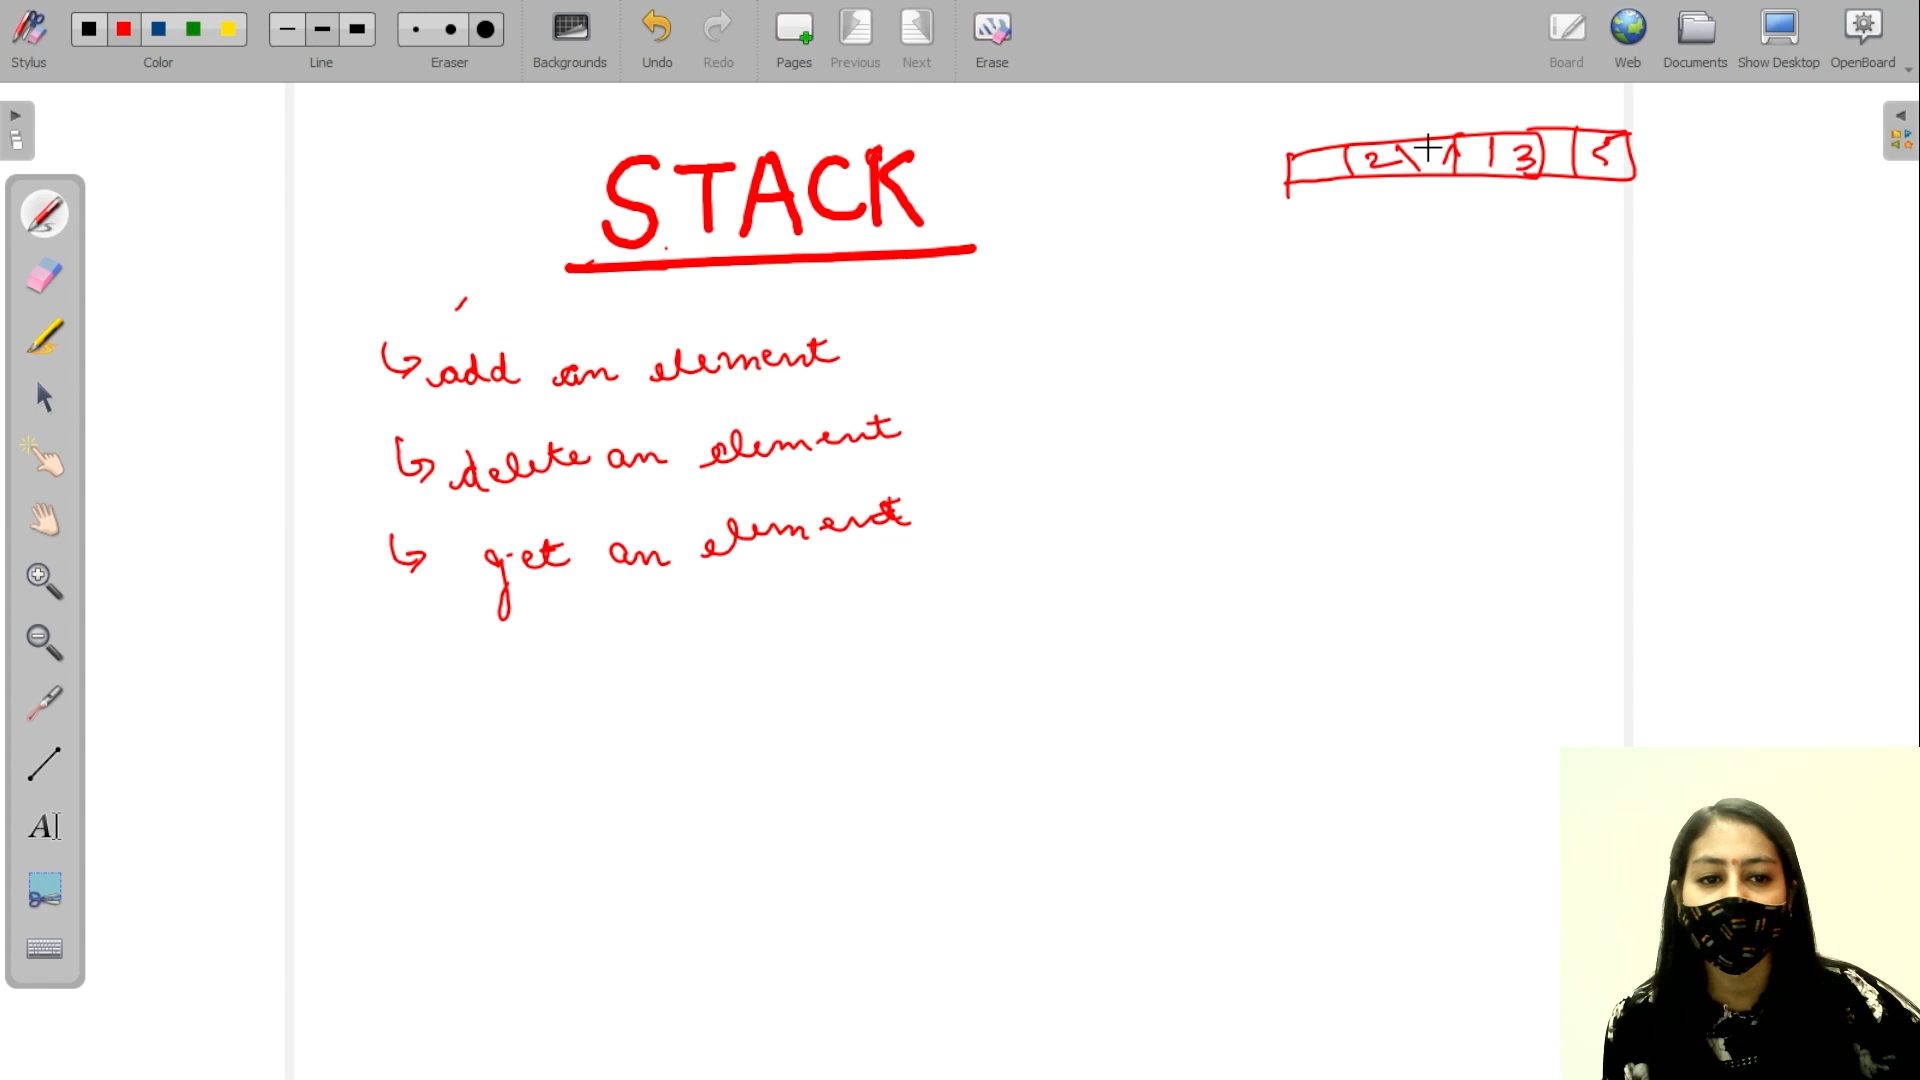 Stylus
Color
Line
Eraser
Backgrounds
Undo
Redo
Pages
Previous
Next
Erase
Board
Web
Documents
Show Desktop
OpenBoard
STACK
2 1 3 5
add an element
delete an element
get an element